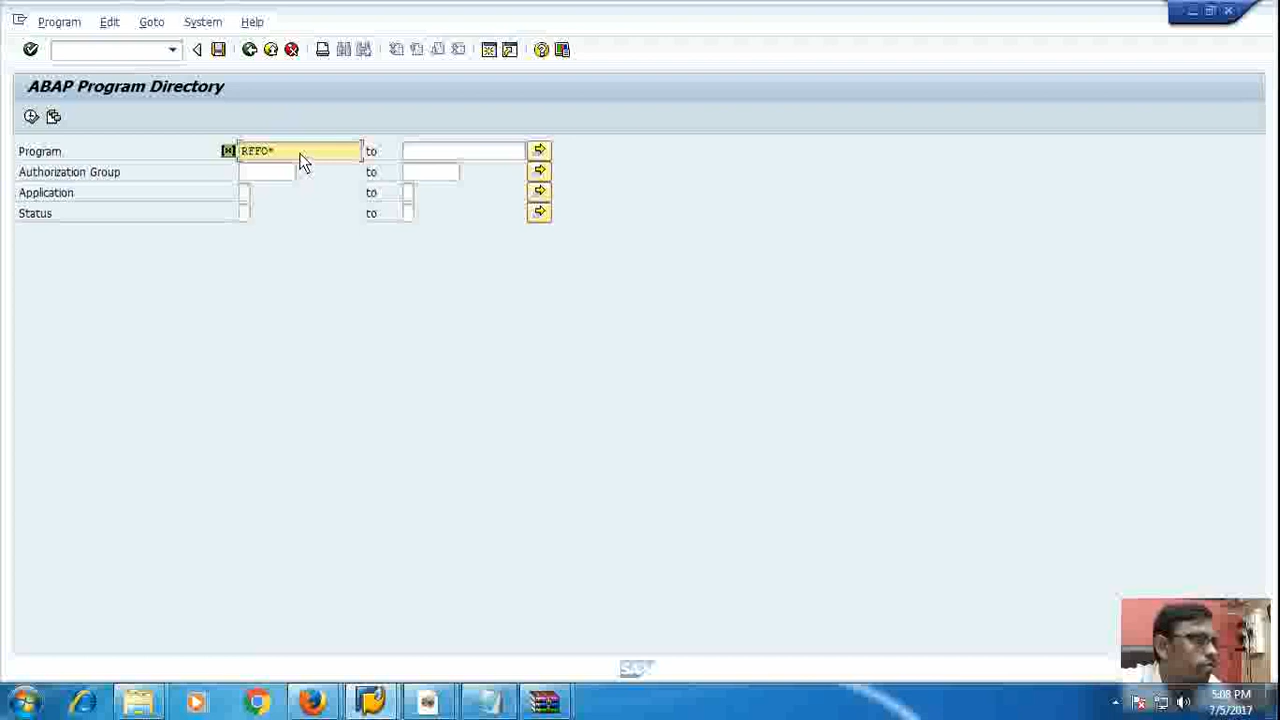 Program Edit Goto System Help
ABAP Program Directory
Program RFFO* to
Authorization Group to
Application to
Status to
SAP
5:08 PM
7/5/2017